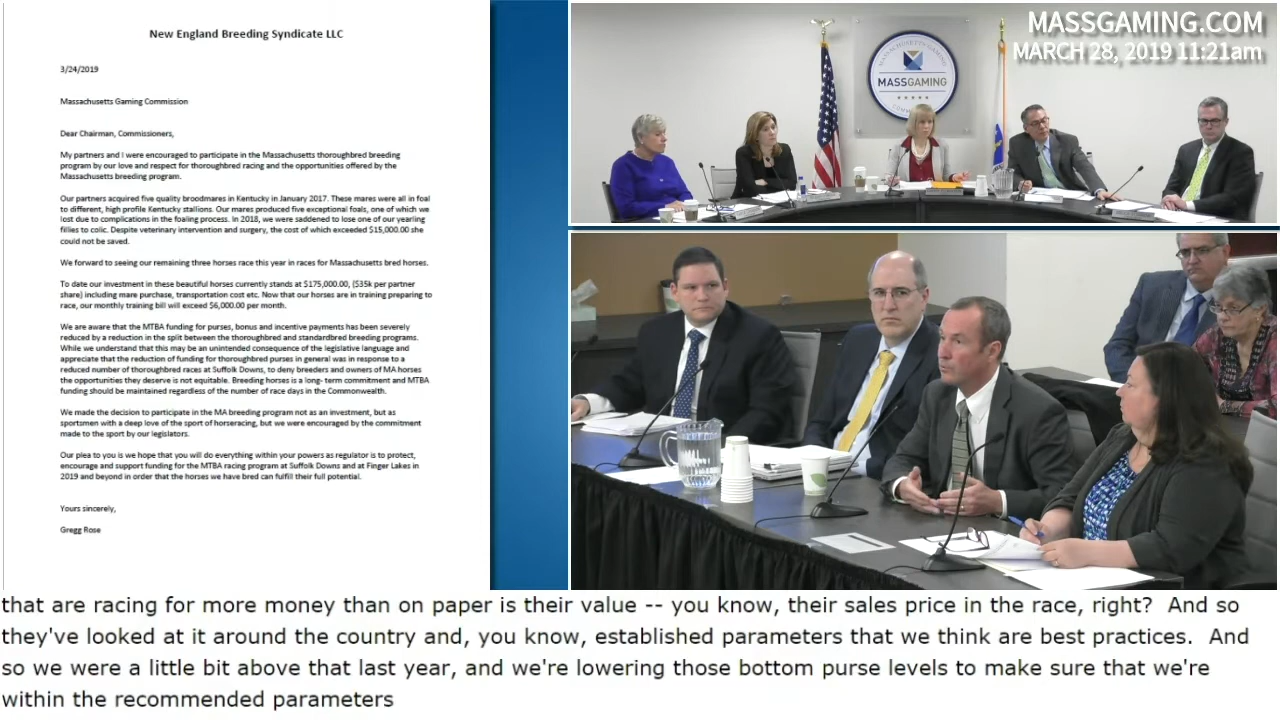 New England Breeding Syndicate LLC
3/24/2019
Massachusetts Gaming Commission
Dear Chairman, Commissioners,
My partners and I were encouraged to participate in the Massachusetts thoroughbred breeding
program by our love and respect for thoroughbred racing and the opportunities offered by the
Massachusetts breeding program.
Our partners acquired five quality broodmares in Kentucky in January 2017. These mares were all in foal
to different, high profile Kentucky stallions. Our mares produced five exceptional foals, one of which we
lost due to complications in the foaling process. In 2018, we were saddened to lose one of our yearling
fillies to colic. Despite veterinary intervention and surgery, the cost of which exceeded $15,000.00 she
could not be saved.
We forward to seeing our remaining three horses race this year in races for Massachusetts bred horses.
To date our investment in these beautiful horses currently stands at $175,000.00, ($35k per partner
share) including mare purchase, transportation cost etc. Now that our horses are in training preparing to
race, our monthly training bill will exceed $6,000.00 per month.
We are aware that the MTBA funding for purses, bonus and incentive payments has been severely
reduced by a reduction in the split between the thoroughbred and standardbred breeding programs.
While we understand that this may be an unintended consequence of the legislative language and
appreciate that the reduction of funding for thoroughbred purses in general was in response to a
reduced number of thoroughbred races at Suffolk Downs, to deny breeders and owners of MA horses
the opportunities they deserve is not equitable. Breeding horses is a long- term commitment and MTBA
funding should be maintained regardless of the number of race days in the Commonwealth.
We made the decision to participate in the MA breeding program not as an investment, but as
sportsmen with a deep love of the sport of horseracing, but we were encouraged by the commitment
made to the sport by our legislators.
Our plea to you is we hope that you will do everything within your powers as regulator is to protect,
encourage and support funding for the MTBA racing program at Suffolk Downs and at Finger Lakes in
2019 and beyond in order that the horses we have bred can fulfill their full potential.
Yours sincerely,
Gregg Rose
MASSGAMING.COM
MARCH 28, 2019 11:21am
MASSGAMING
that are racing for more money than on paper is their value -- you know, their sales price in the race, right?  And so
they've looked at it around the country and, you know, established parameters that we think are best practices.  And
so we were a little bit above that last year, and we're lowering those bottom purse levels to make sure that we're
within the recommended parameters